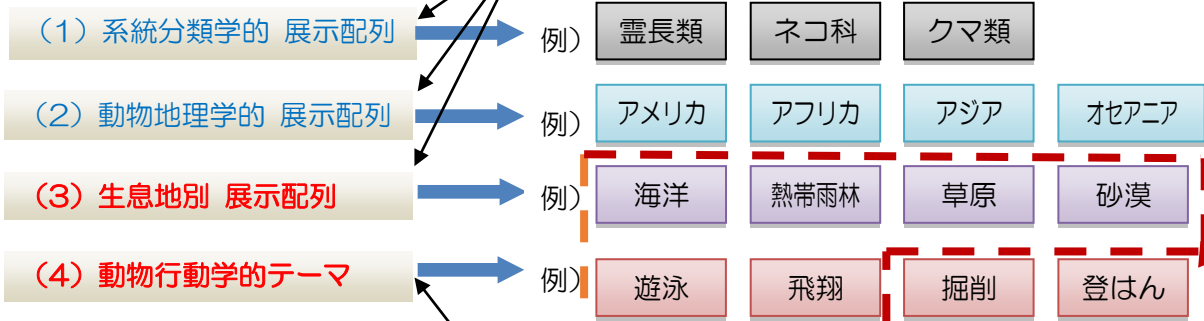 （1）系統分類学的 展示配列 例） 霊長類 ネコ科 クマ類
（2）動物地理学的 展示配列 例） アメリカ アフリカ アジア オセアニア
（3）生息地別 展示配列 例） 海洋 熱帯雨林 草原 砂漠
（4）動物行動学的テーマ 例） 遊泳 飛翔 掘削 登はん